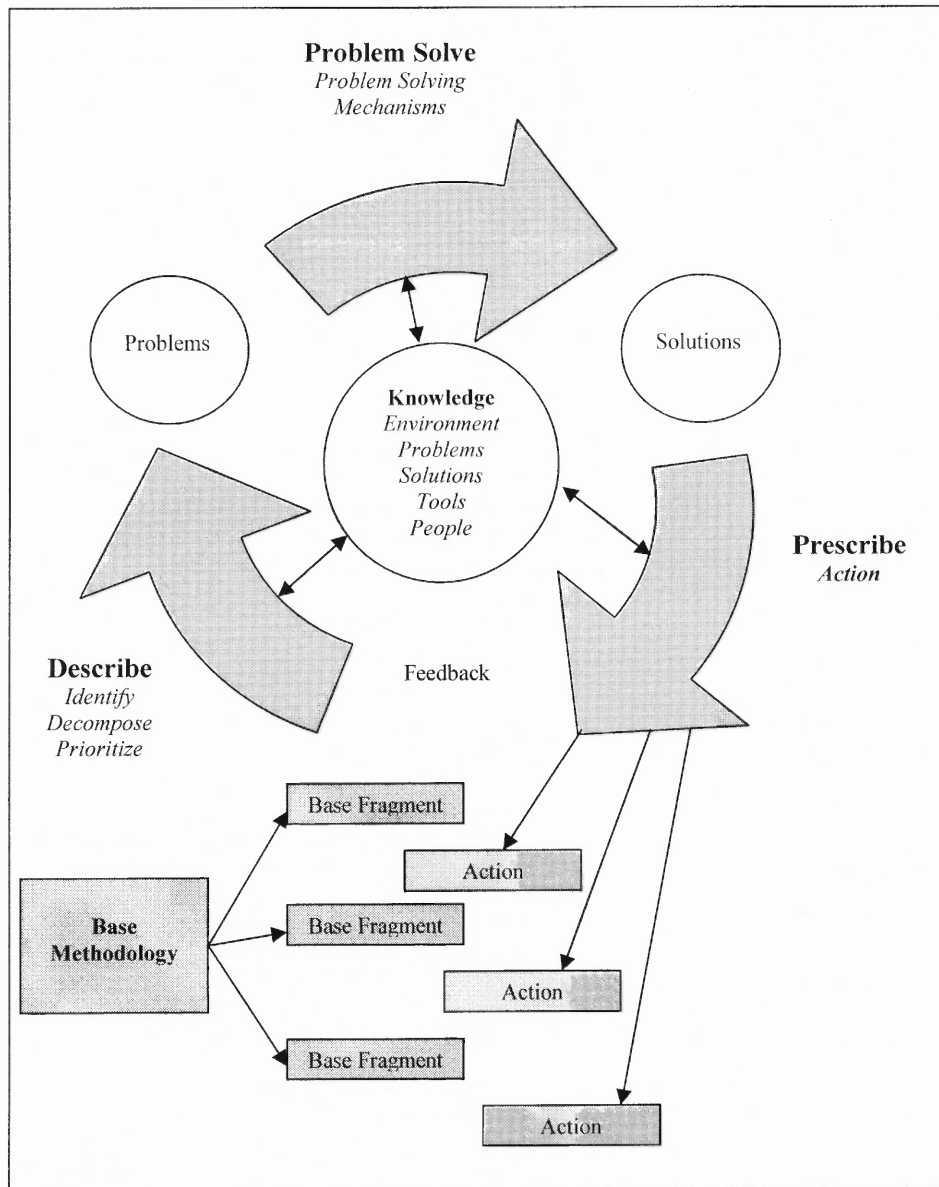 Problem Solve
Problem Solving
Mechanisms
Problems
Solutions
Knowledge
Environment
Problems
Solutions
Tools
People
Prescribe
Action
Describe
Identify
Decompose
Prioritize
Feedback
Base Fragment
Action
Base
Methodology
Base Fragment
Action
Base Fragment
Action